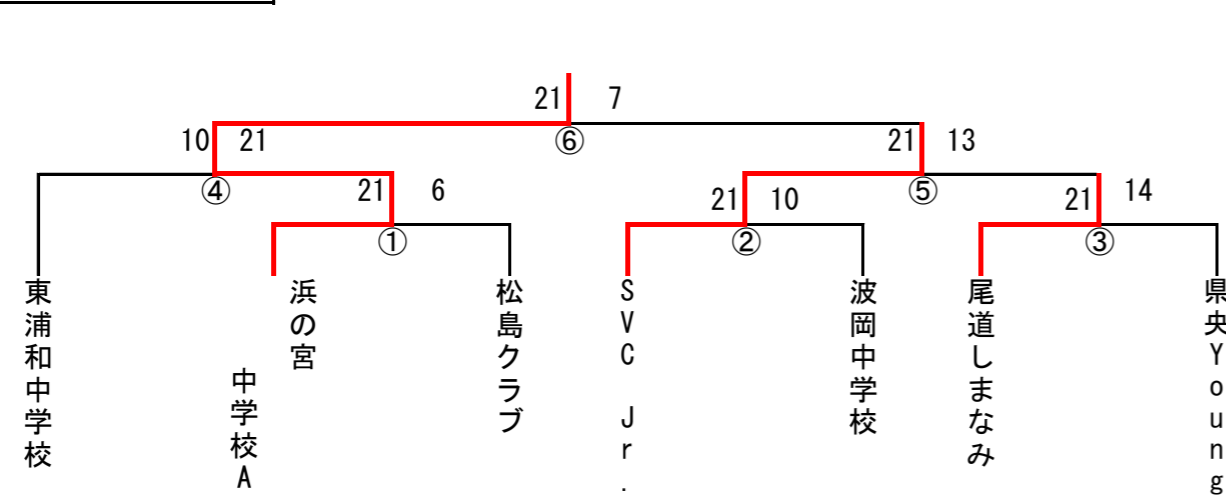 21 7
⑥
10 21
21 13
④
21 6
21 10
⑤
21 14
①
②
③
東浦和中学校
浜の宮
中学校A
松島クラブ
SVC Jr.
波岡中学校
尾道しまなみ
県央Young